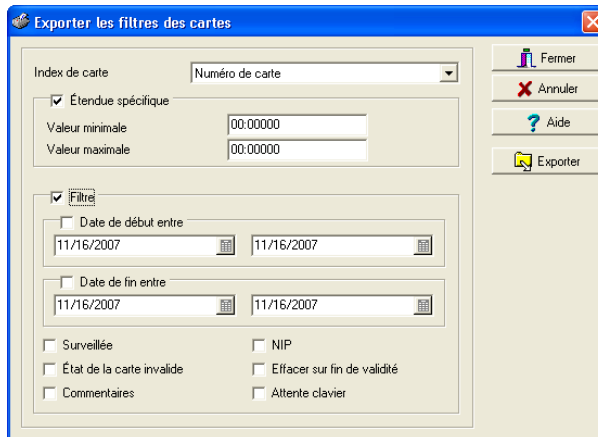 Exporter les filtres des cartes
Fermer
Index de carte Numéro de carte
Annuler
Étendue spécifique
Valeur minimale 00:00000
Aide
Valeur maximale 00:00000
Exporter
Filtre
Date de début entre
11/16/2007 11/16/2007
Date de fin entre
11/16/2007 11/16/2007
Surveillée NIP
État de la carte invalide Effacer sur fin de validité
Commentaires Attente clavier